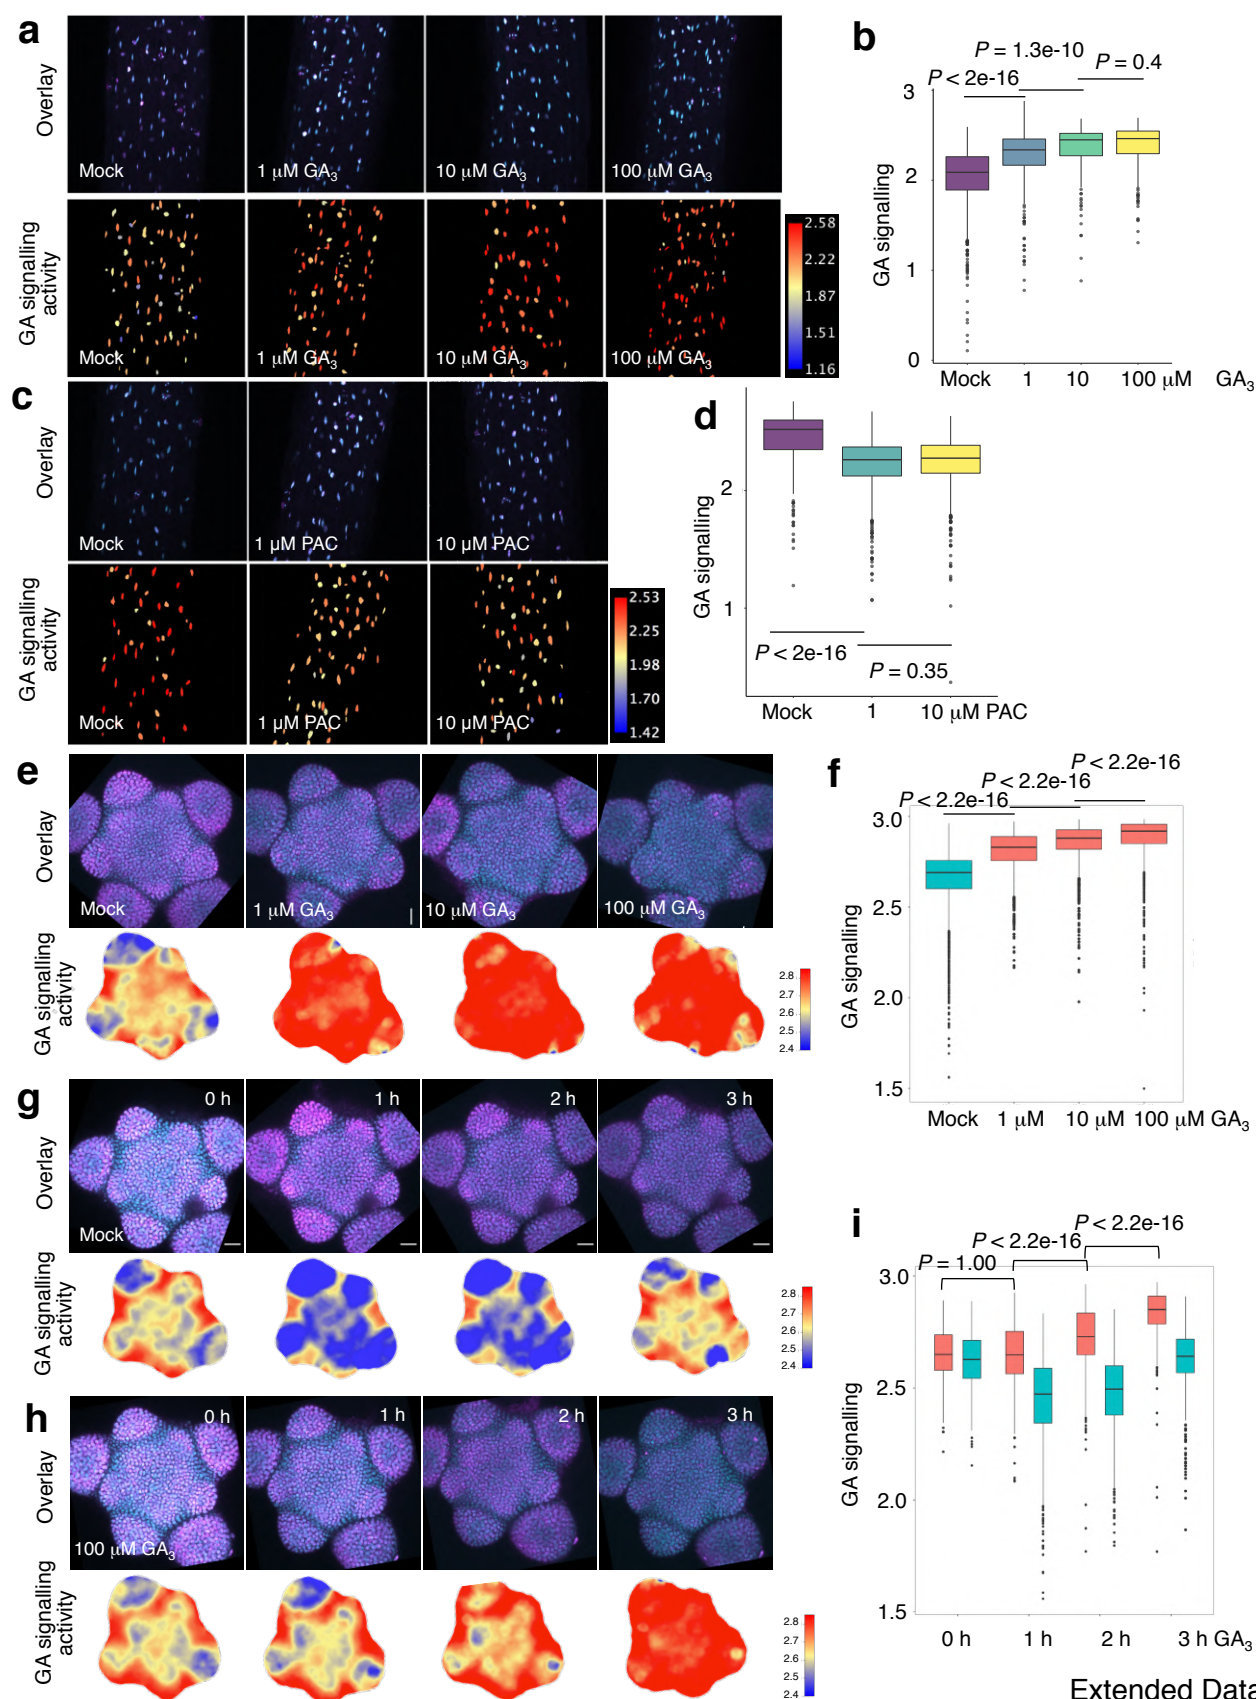 a
Overlay
Mock
1 µM GA3
10 µM GA3
100 µM GA3
GA signalling
activity
Mock
1 µM GA3
10 µM GA3
100 µM GA3
2.58
2.22
1.87
1.51
1.16
b
P = 1.3e-10
P < 2e-16
P = 0.4
GA signalling
3
2
1
0
Mock 1 10 100 µM GA3
c
Overlay
Mock
1 µM PAC
10 µM PAC
GA signalling
activity
Mock
1 µM PAC
10 µM PAC
2.53
2.25
1.98
1.70
1.42
d
GA signalling
2
1
P < 2e-16
P = 0.35
Mock 1 10 µM PAC
e
Overlay
Mock
1 µM GA3
10 µM GA3
100 µM GA3
GA signalling
activity
2.8
2.7
2.6
2.5
2.4
f
P < 2.2e-16
P < 2.2e-16
P < 2.2e-16
GA signalling
3.0
2.5
2.0
1.5
Mock 1 µM 10 µM 100 µM GA3
g
Overlay
0 h
1 h
2 h
3 h
Mock
GA signalling
activity
2.8
2.7
2.6
2.5
2.4
h
Overlay
0 h
1 h
2 h
3 h
100 µM GA3
GA signalling
activity
2.8
2.7
2.6
2.5
2.4
i
P < 2.2e-16
P < 2.2e-16
P = 1.00
GA signalling
3.0
2.5
2.0
1.5
0 h 1 h 2 h 3 h GA3
Extended Data